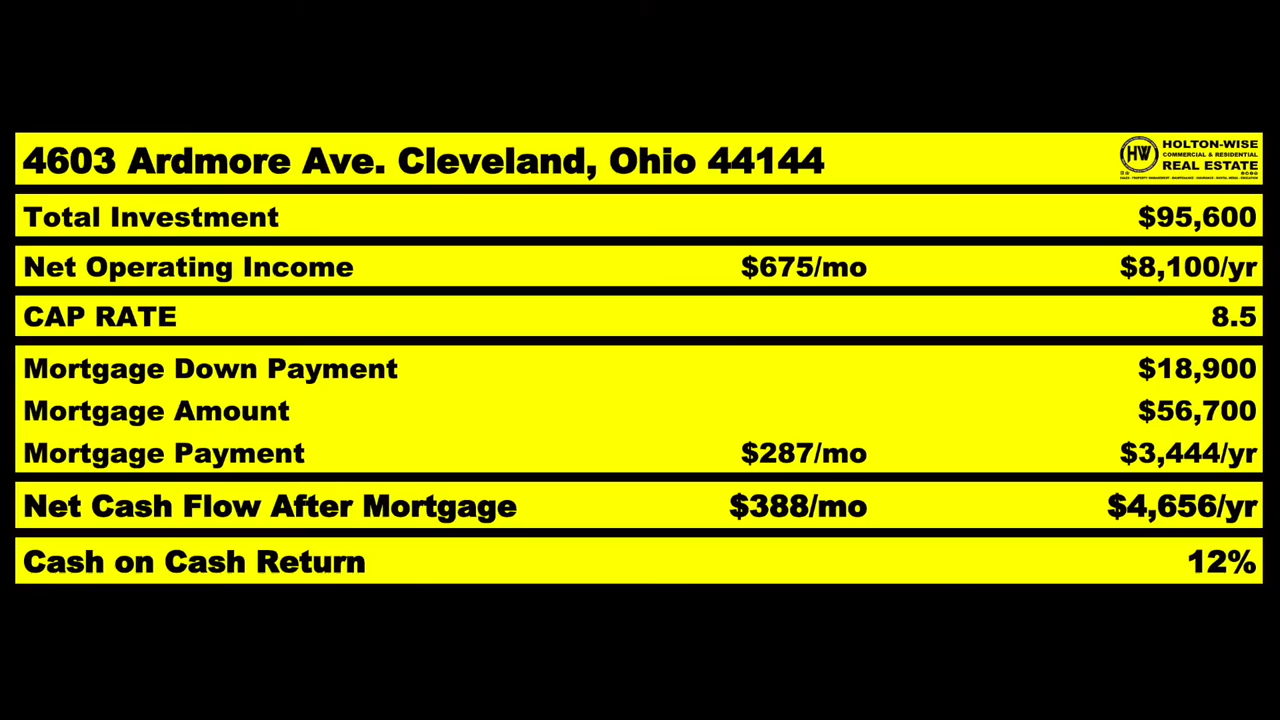 4603 Ardmore Ave. Cleveland, Ohio 44144
HW HOLTON-WISE
COMMERCIAL & RESIDENTIAL
REAL ESTATE
Total Investment $95,600
Net Operating Income $675/mo $8,100/yr
CAP RATE 8.5
Mortgage Down Payment $18,900
Mortgage Amount $56,700
Mortgage Payment $287/mo $3,444/yr
Net Cash Flow After Mortgage $388/mo $4,656/yr
Cash on Cash Return 12%